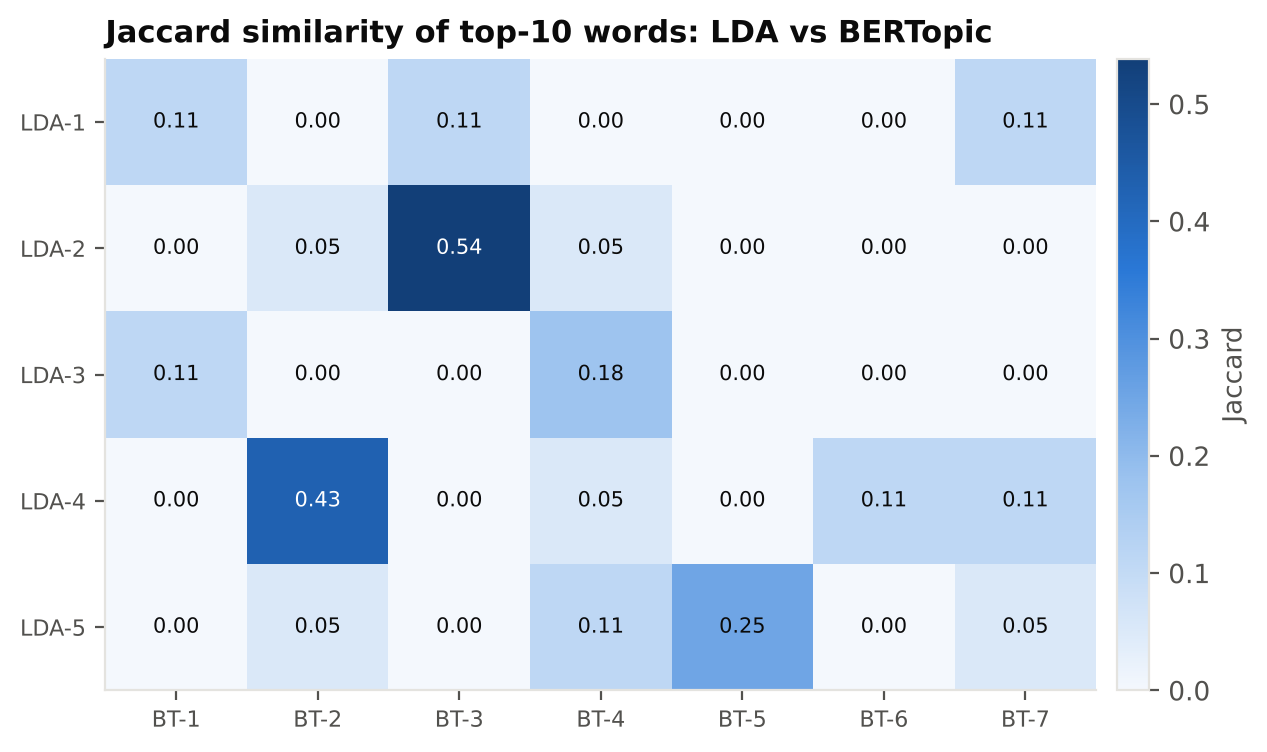 Jaccard similarity of top-10 words: LDA vs BERTopic
LDA-1 0.11 0.00 0.11 0.00 0.00 0.00 0.11
LDA-2 0.00 0.05 0.54 0.05 0.00 0.00 0.00
LDA-3 0.11 0.00 0.00 0.18 0.00 0.00 0.00
LDA-4 0.00 0.43 0.00 0.05 0.00 0.11 0.11
LDA-5 0.00 0.05 0.00 0.11 0.25 0.00 0.05
BT-1 BT-2 BT-3 BT-4 BT-5 BT-6 BT-7
0.5
0.4
0.3
0.2
0.1
0.0
Jaccard